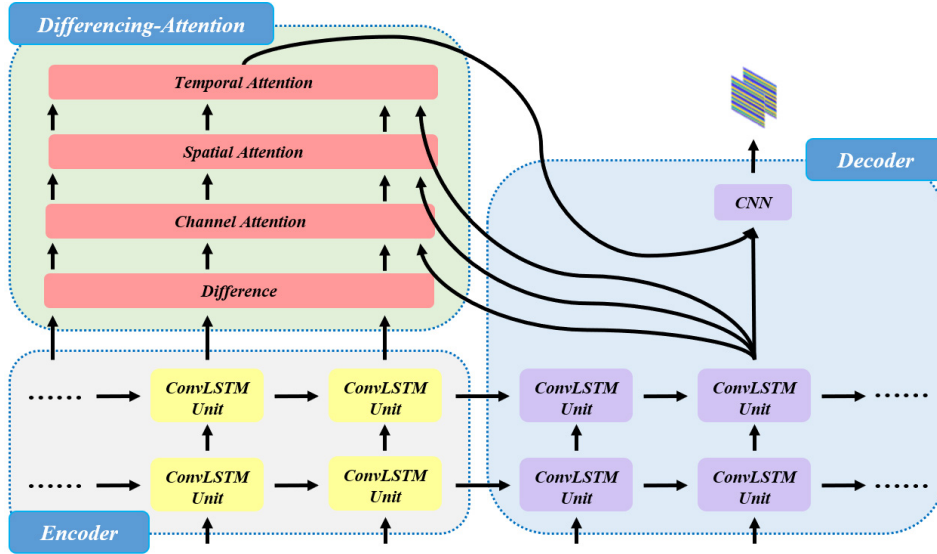 Differencing-Attention
Temporal Attention
Spatial Attention
Channel Attention
Difference
Decoder
CNN
......
ConvLSTM
Unit
ConvLSTM
Unit
ConvLSTM
Unit
ConvLSTM
Unit
......
......
ConvLSTM
Unit
ConvLSTM
Unit
ConvLSTM
Unit
ConvLSTM
Unit
......
Encoder